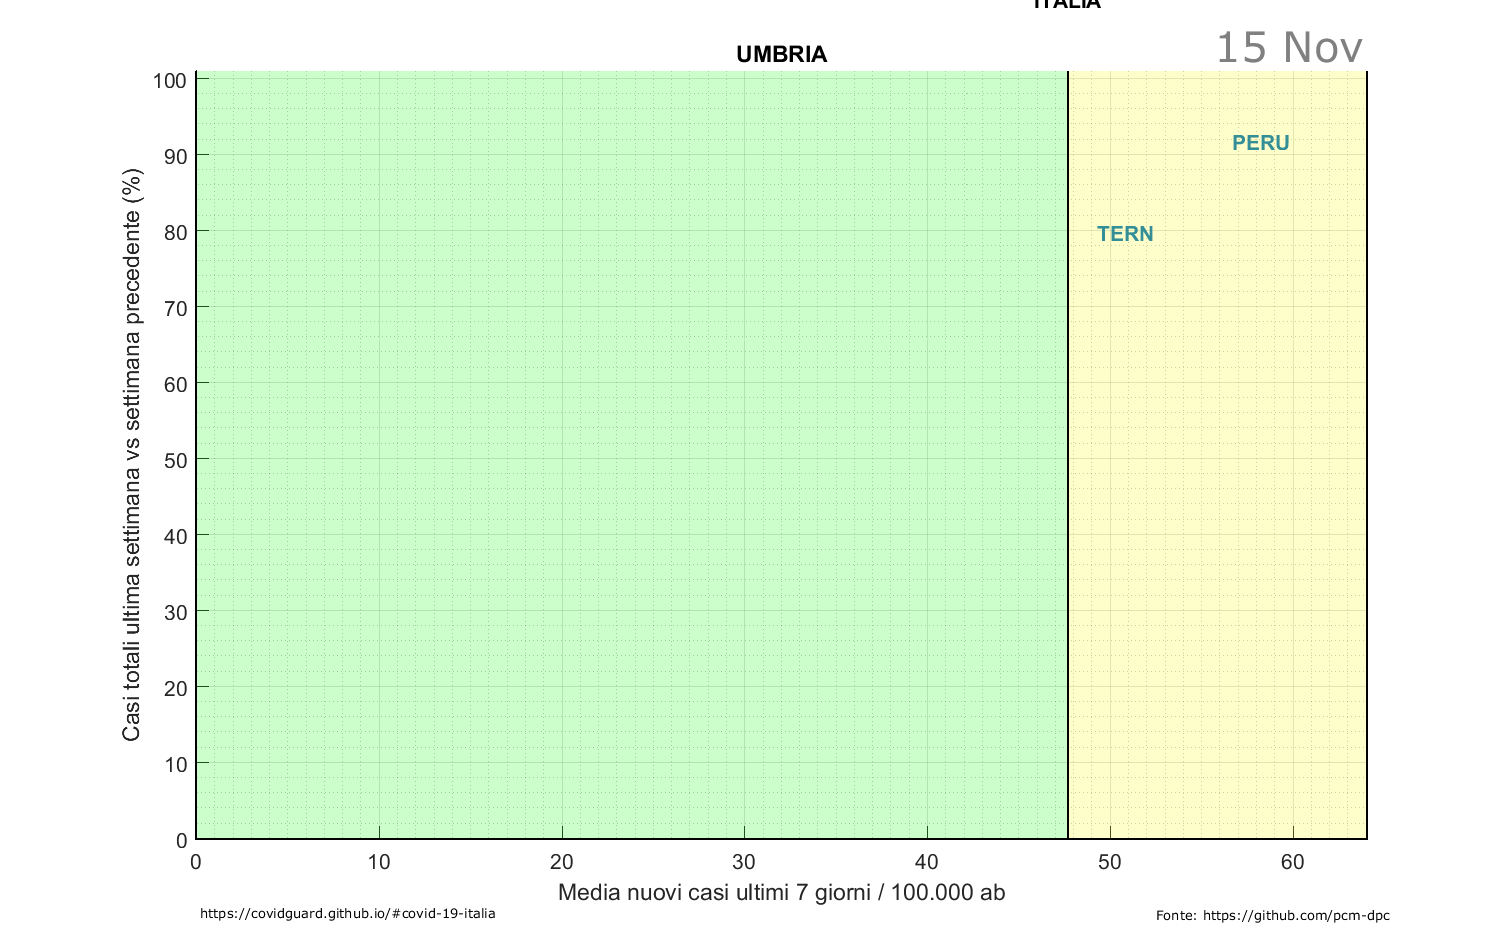 ITALIA
UMBRIA
15 Nov
100
90
80
70
60
50
40
30
20
10
0
PERU
TERN
Casi totali ultima settimana vs settimana precedente (%)
0 10 20 30 40 50 60
Media nuovi casi ultimi 7 giorni / 100.000 ab
https://covidguard.github.io/#covid-19-italia
Fonte: https://github.com/pcm-dpc